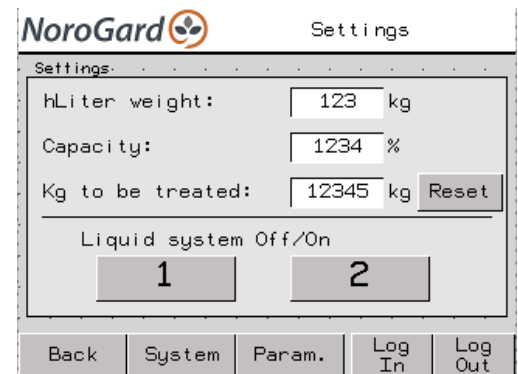 NoroGard Settings
Settings
hLiter weight: 123 kg
Capacity: 1234 %
Kg to be treated: 12345 kg Reset
Liquid system Off/On
1 2
Back System Param. Log In Log Out